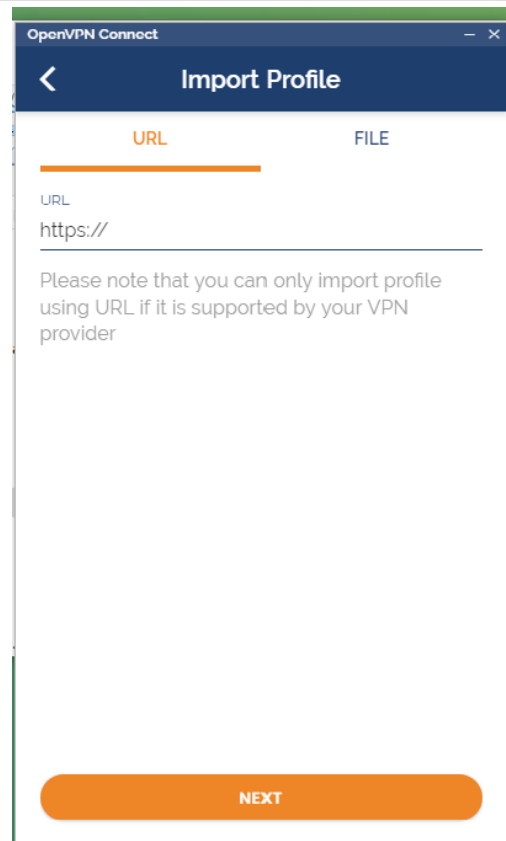 OpenVPN Connect
Import Profile
URL
FILE
URL
https://
Please note that you can only import profile
using URL if it is supported by your VPN
provider
NEXT